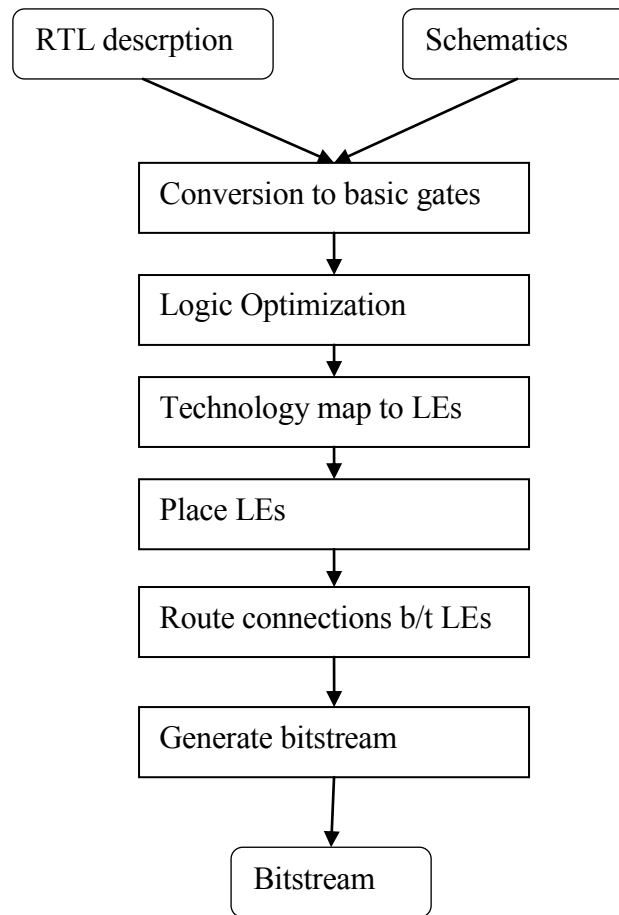 RTL descrption
Schematics
Conversion to basic gates
Logic Optimization
Technology map to LEs
Place LEs
Route connections b/t LEs
Generate bitstream
Bitstream